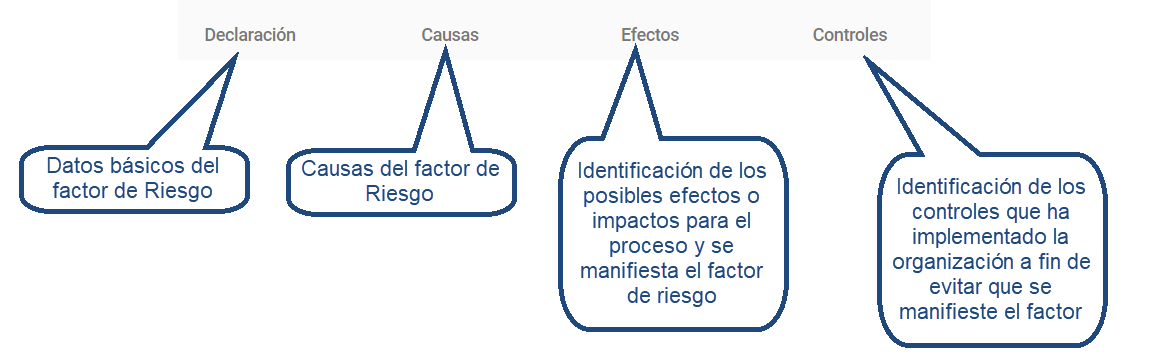 Declaración
Causas
Efectos
Controles
Datos básicos del
factor de Riesgo
Causas del factor de
Riesgo
Identificación de los
posibles efectos o
impactos para el
proceso y se
manifiesta el factor
de riesgo
Identificación de los
controles que ha
implementado la
organización a fin de
evitar que se
manifieste el factor